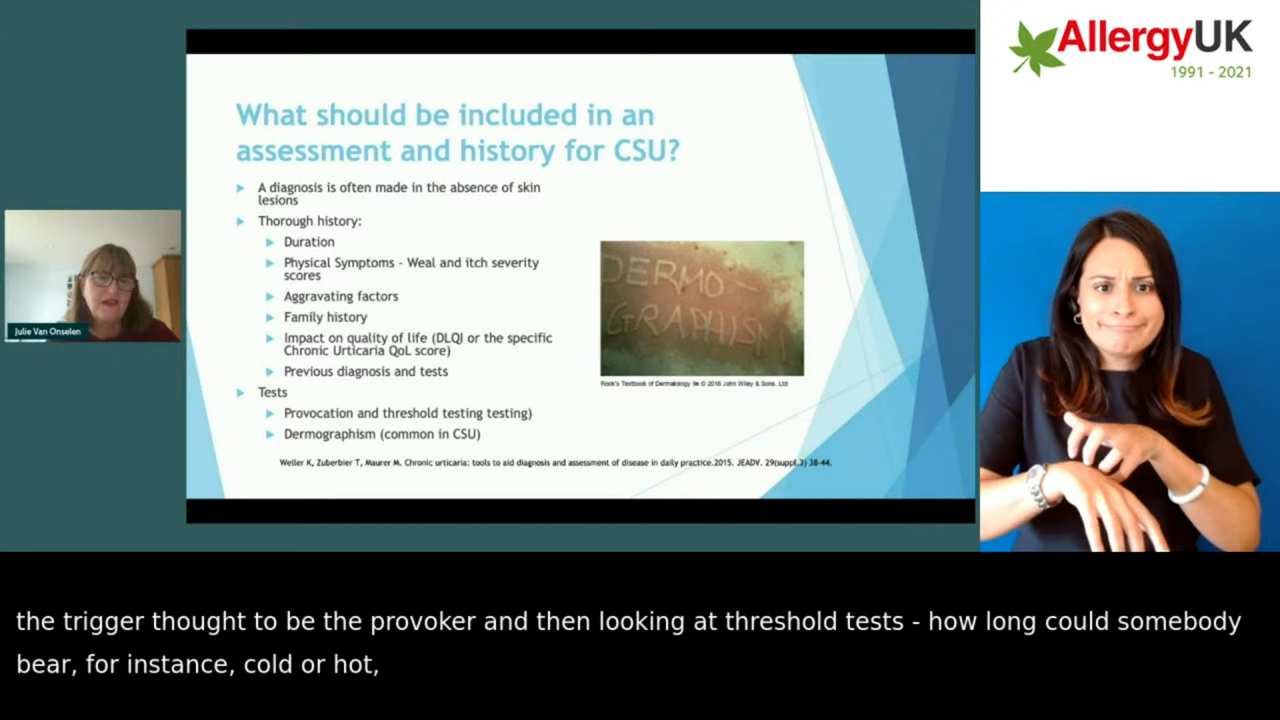 AllergyUK
1991 - 2021
What should be included in an
assessment and history for CSU?
A diagnosis is often made in the absence of skin
lesions
Thorough history:
Duration
Physical Symptoms - Weal and itch severity
scores
Aggravating factors
Family history
Impact on quality of life (DLQI or the specific
Chronic Urticaria QoL score)
Previous diagnosis and tests
Tests
Provocation and threshold testing testing)
Dermographism (common in CSU)
DERMO-
GRAPHISM
Rook's Textbook of Dermatology 9e © 2016 John Wiley & Sons, Ltd
Weller K, Zuberbier T, Maurer M. Chronic urticaria: tools to aid diagnosis and assessment of disease in daily practice.2015. JEADV. 29(suppl.3) 38-44.
Julie Van Onselen
the trigger thought to be the provoker and then looking at threshold tests - how long could somebody
bear, for instance, cold or hot,